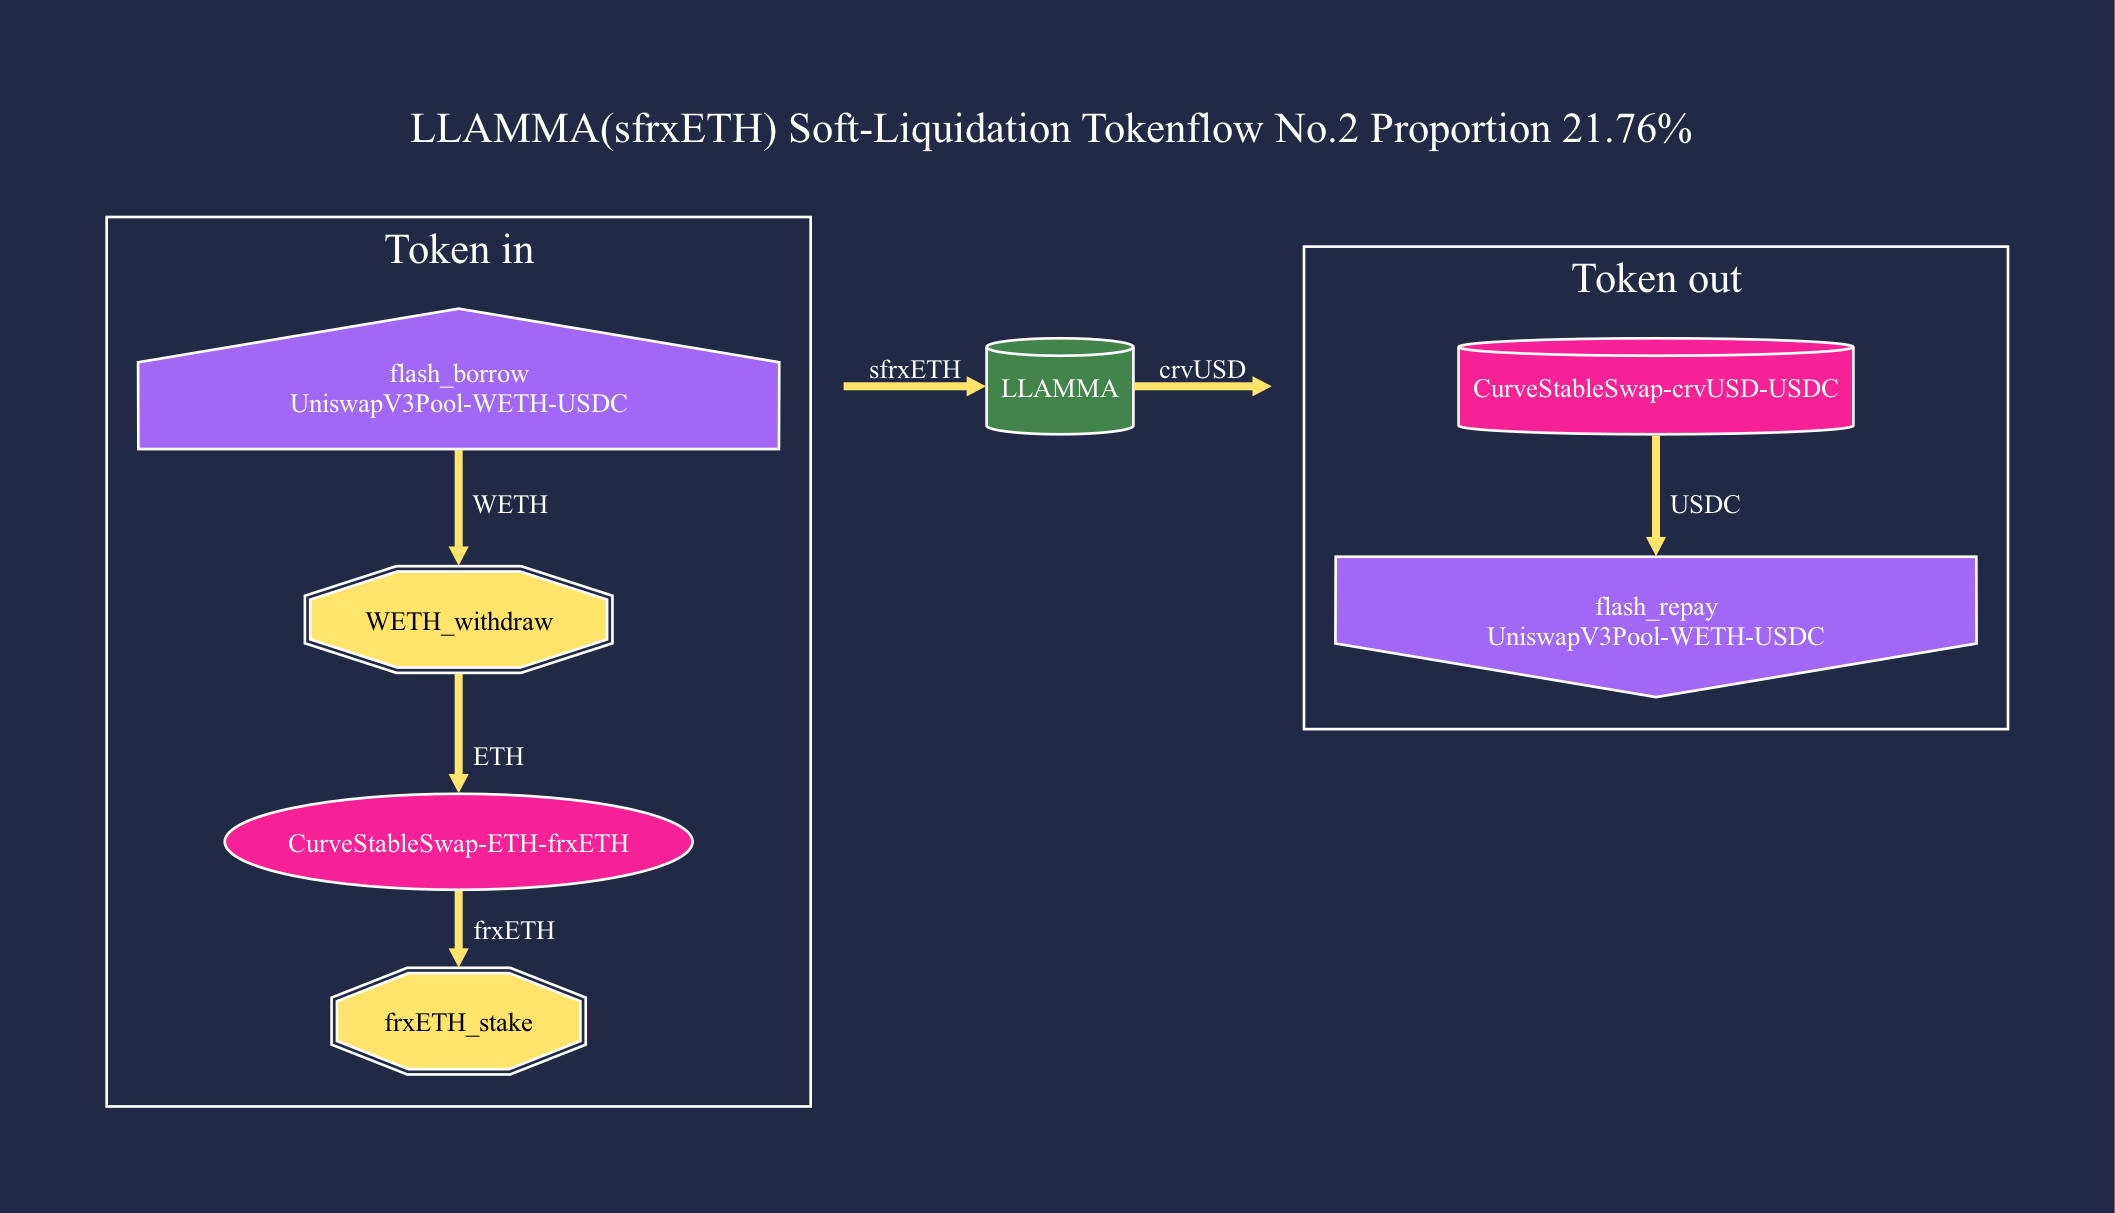 LLAMMA(sfrxETH) Soft-Liquidation Tokenflow No.2 Proportion 21.76%
Token in
flash_borrow
UniswapV3Pool-WETH-USDC
WETH
WETH_withdraw
ETH
CurveStableSwap-ETH-frxETH
frxETH
frxETH_stake
sfrxETH
LLAMMA
crvUSD
Token out
CurveStableSwap-crvUSD-USDC
USDC
flash_repay
UniswapV3Pool-WETH-USDC